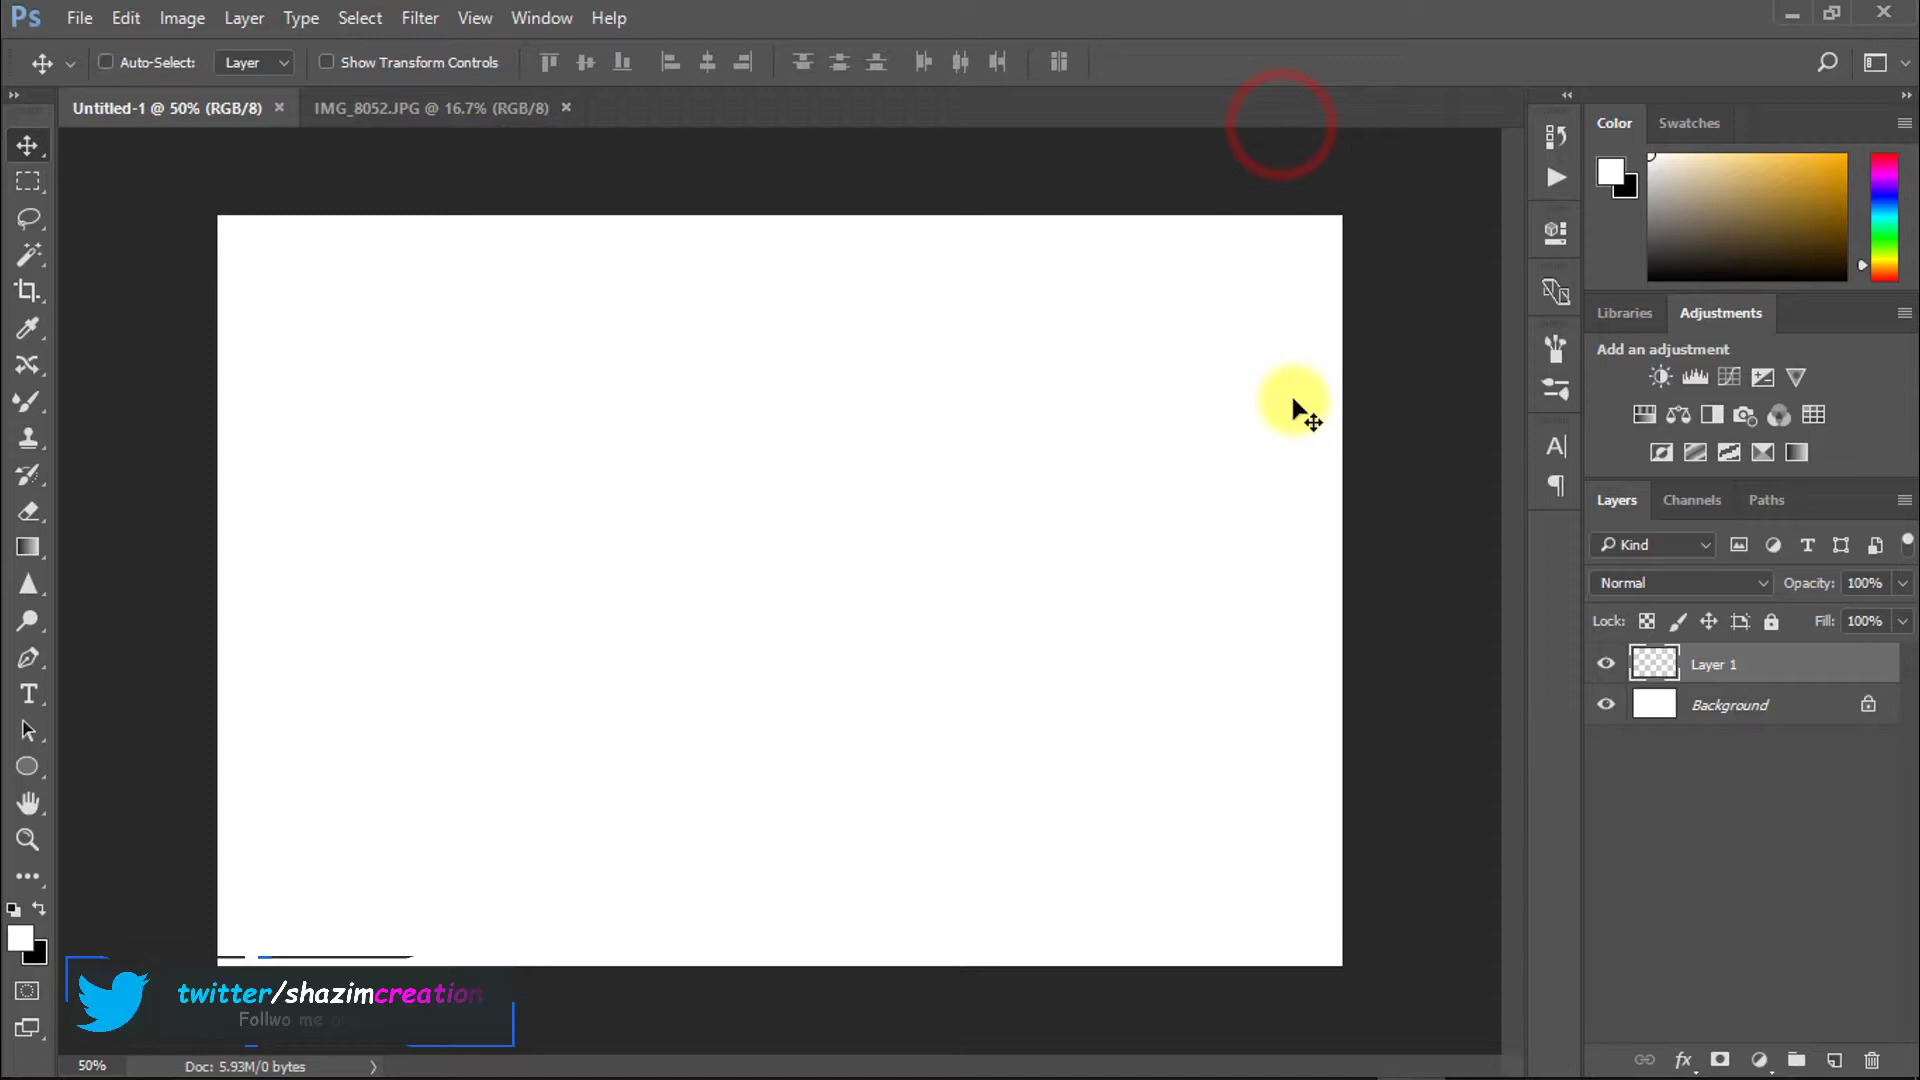 Ps File Edit Image Layer Type Select Filter View Window Help
Auto-Select: Layer Show Transform Controls
Untitled-1 @ 50% (RGB/8) × IMG_8052.JPG @ 16.7% (RGB/8) ×
Color Swatches
Libraries Adjustments
Add an adjustment
Layers Channels Paths
Kind
Normal Opacity: 100%
Lock: Fill: 100%
Layer 1
Background
twitter/shazimcreation
Follwo me
50% Doc: 5.93M/0 bytes